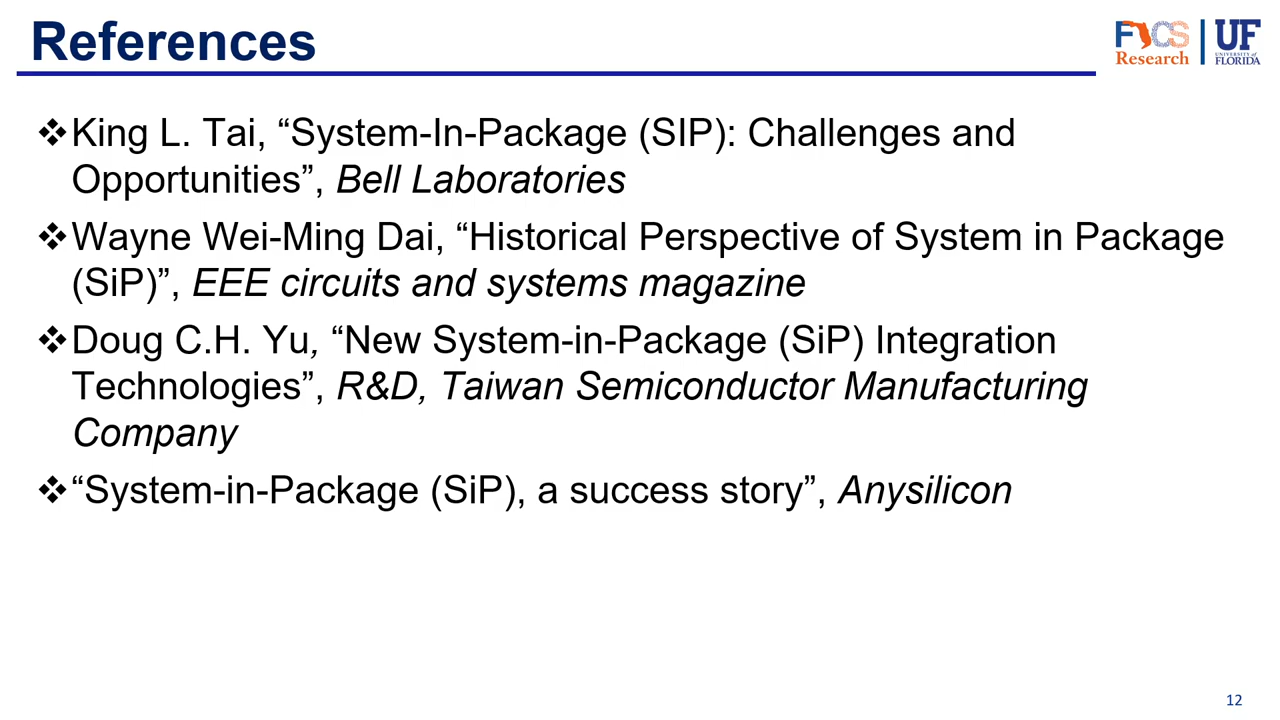 References
FICS
Research
UF
UNIVERSITY of
FLORIDA
❖King L. Tai, “System-In-Package (SIP): Challenges and
Opportunities”, Bell Laboratories
❖Wayne Wei-Ming Dai, “Historical Perspective of System in Package
(SiP)”, EEE circuits and systems magazine
❖Doug C.H. Yu, “New System-in-Package (SiP) Integration
Technologies”, R&D, Taiwan Semiconductor Manufacturing
Company
❖“System-in-Package (SiP), a success story”, Anysilicon
12